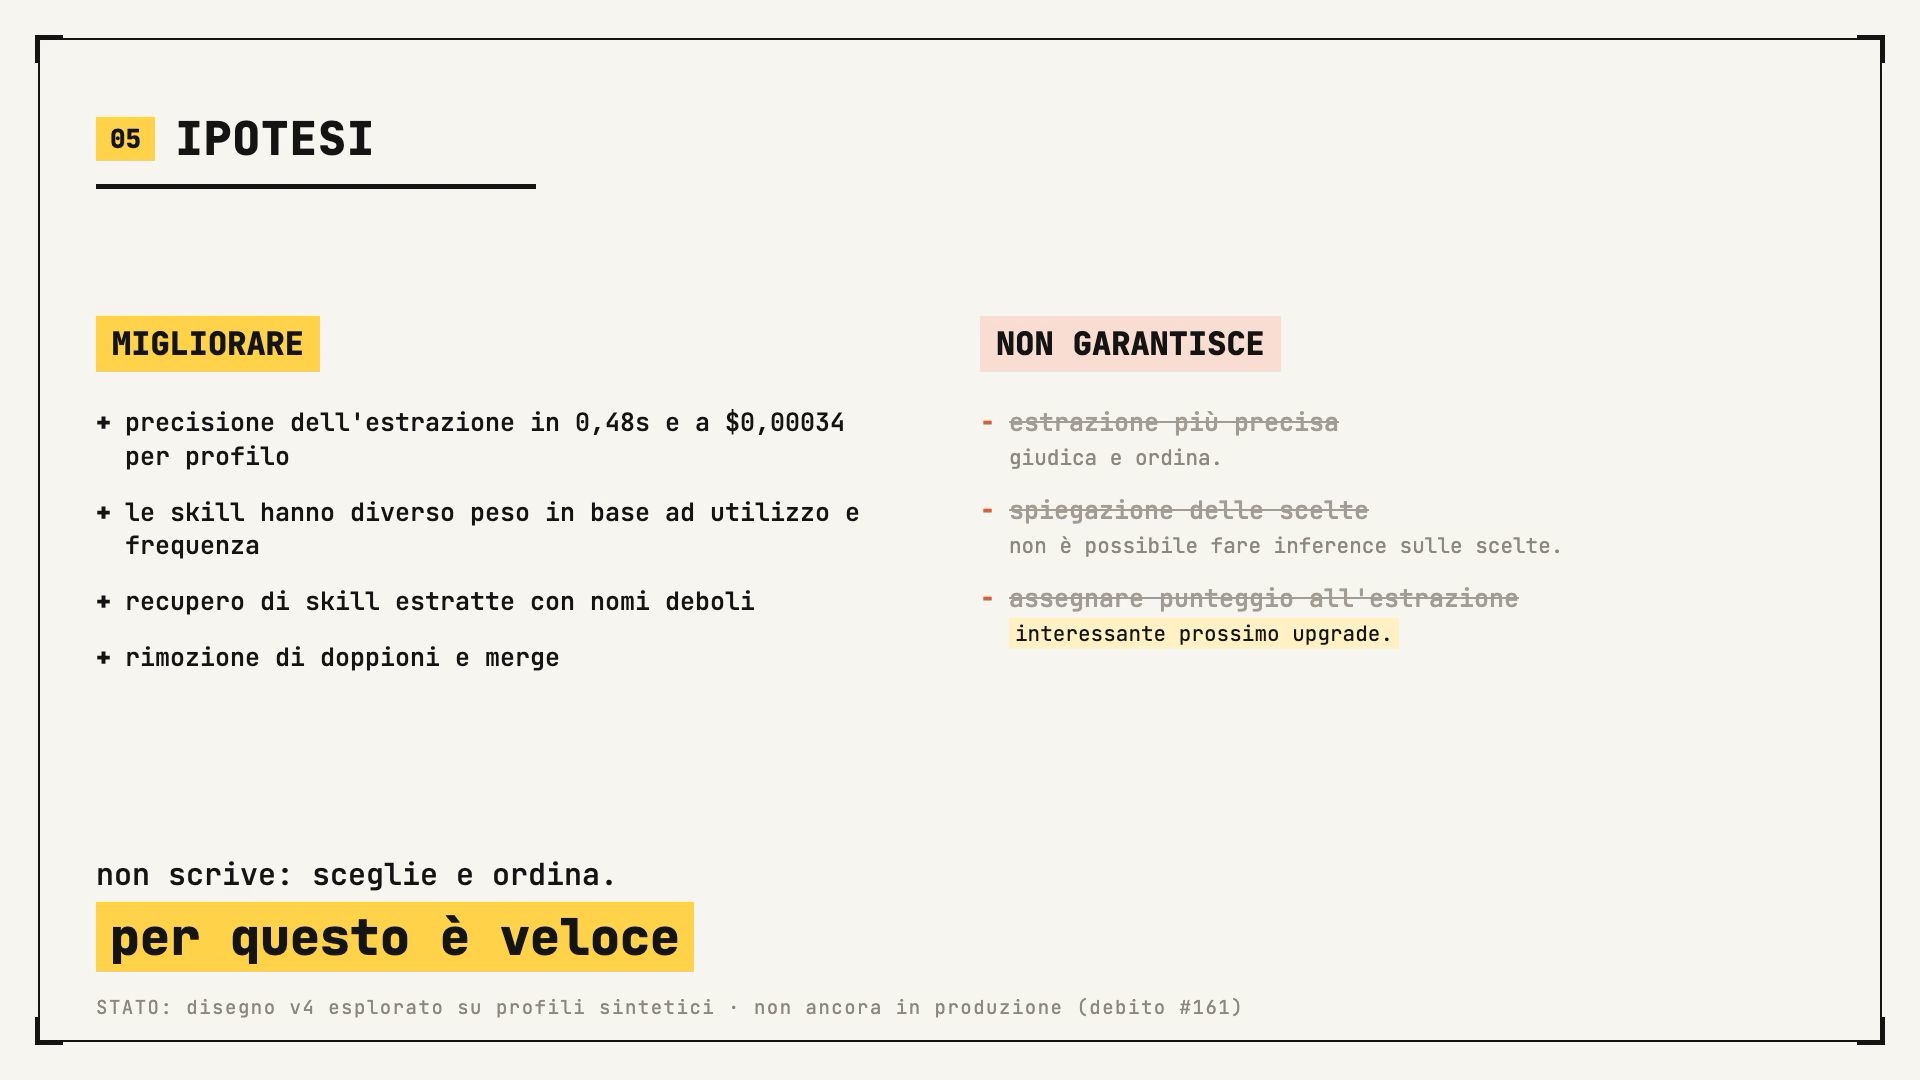 05 IPOTESI
MIGLIORARE
+ precisione dell'estrazione in 0,48s e a $0,00034
per profilo
+ le skill hanno diverso peso in base ad utilizzo e
frequenza
+ recupero di skill estratte con nomi deboli
+ rimozione di doppioni e merge
NON GARANTISCE
- estrazione più precisa
giudica e ordina.
- spiegazione delle scelte
non è possibile fare inference sulle scelte.
- assegnare punteggio all'estrazione
interessante prossimo upgrade.
non scrive: sceglie e ordina.
per questo è veloce
STATO: disegno v4 esplorato su profili sintetici · non ancora in produzione (debito #161)